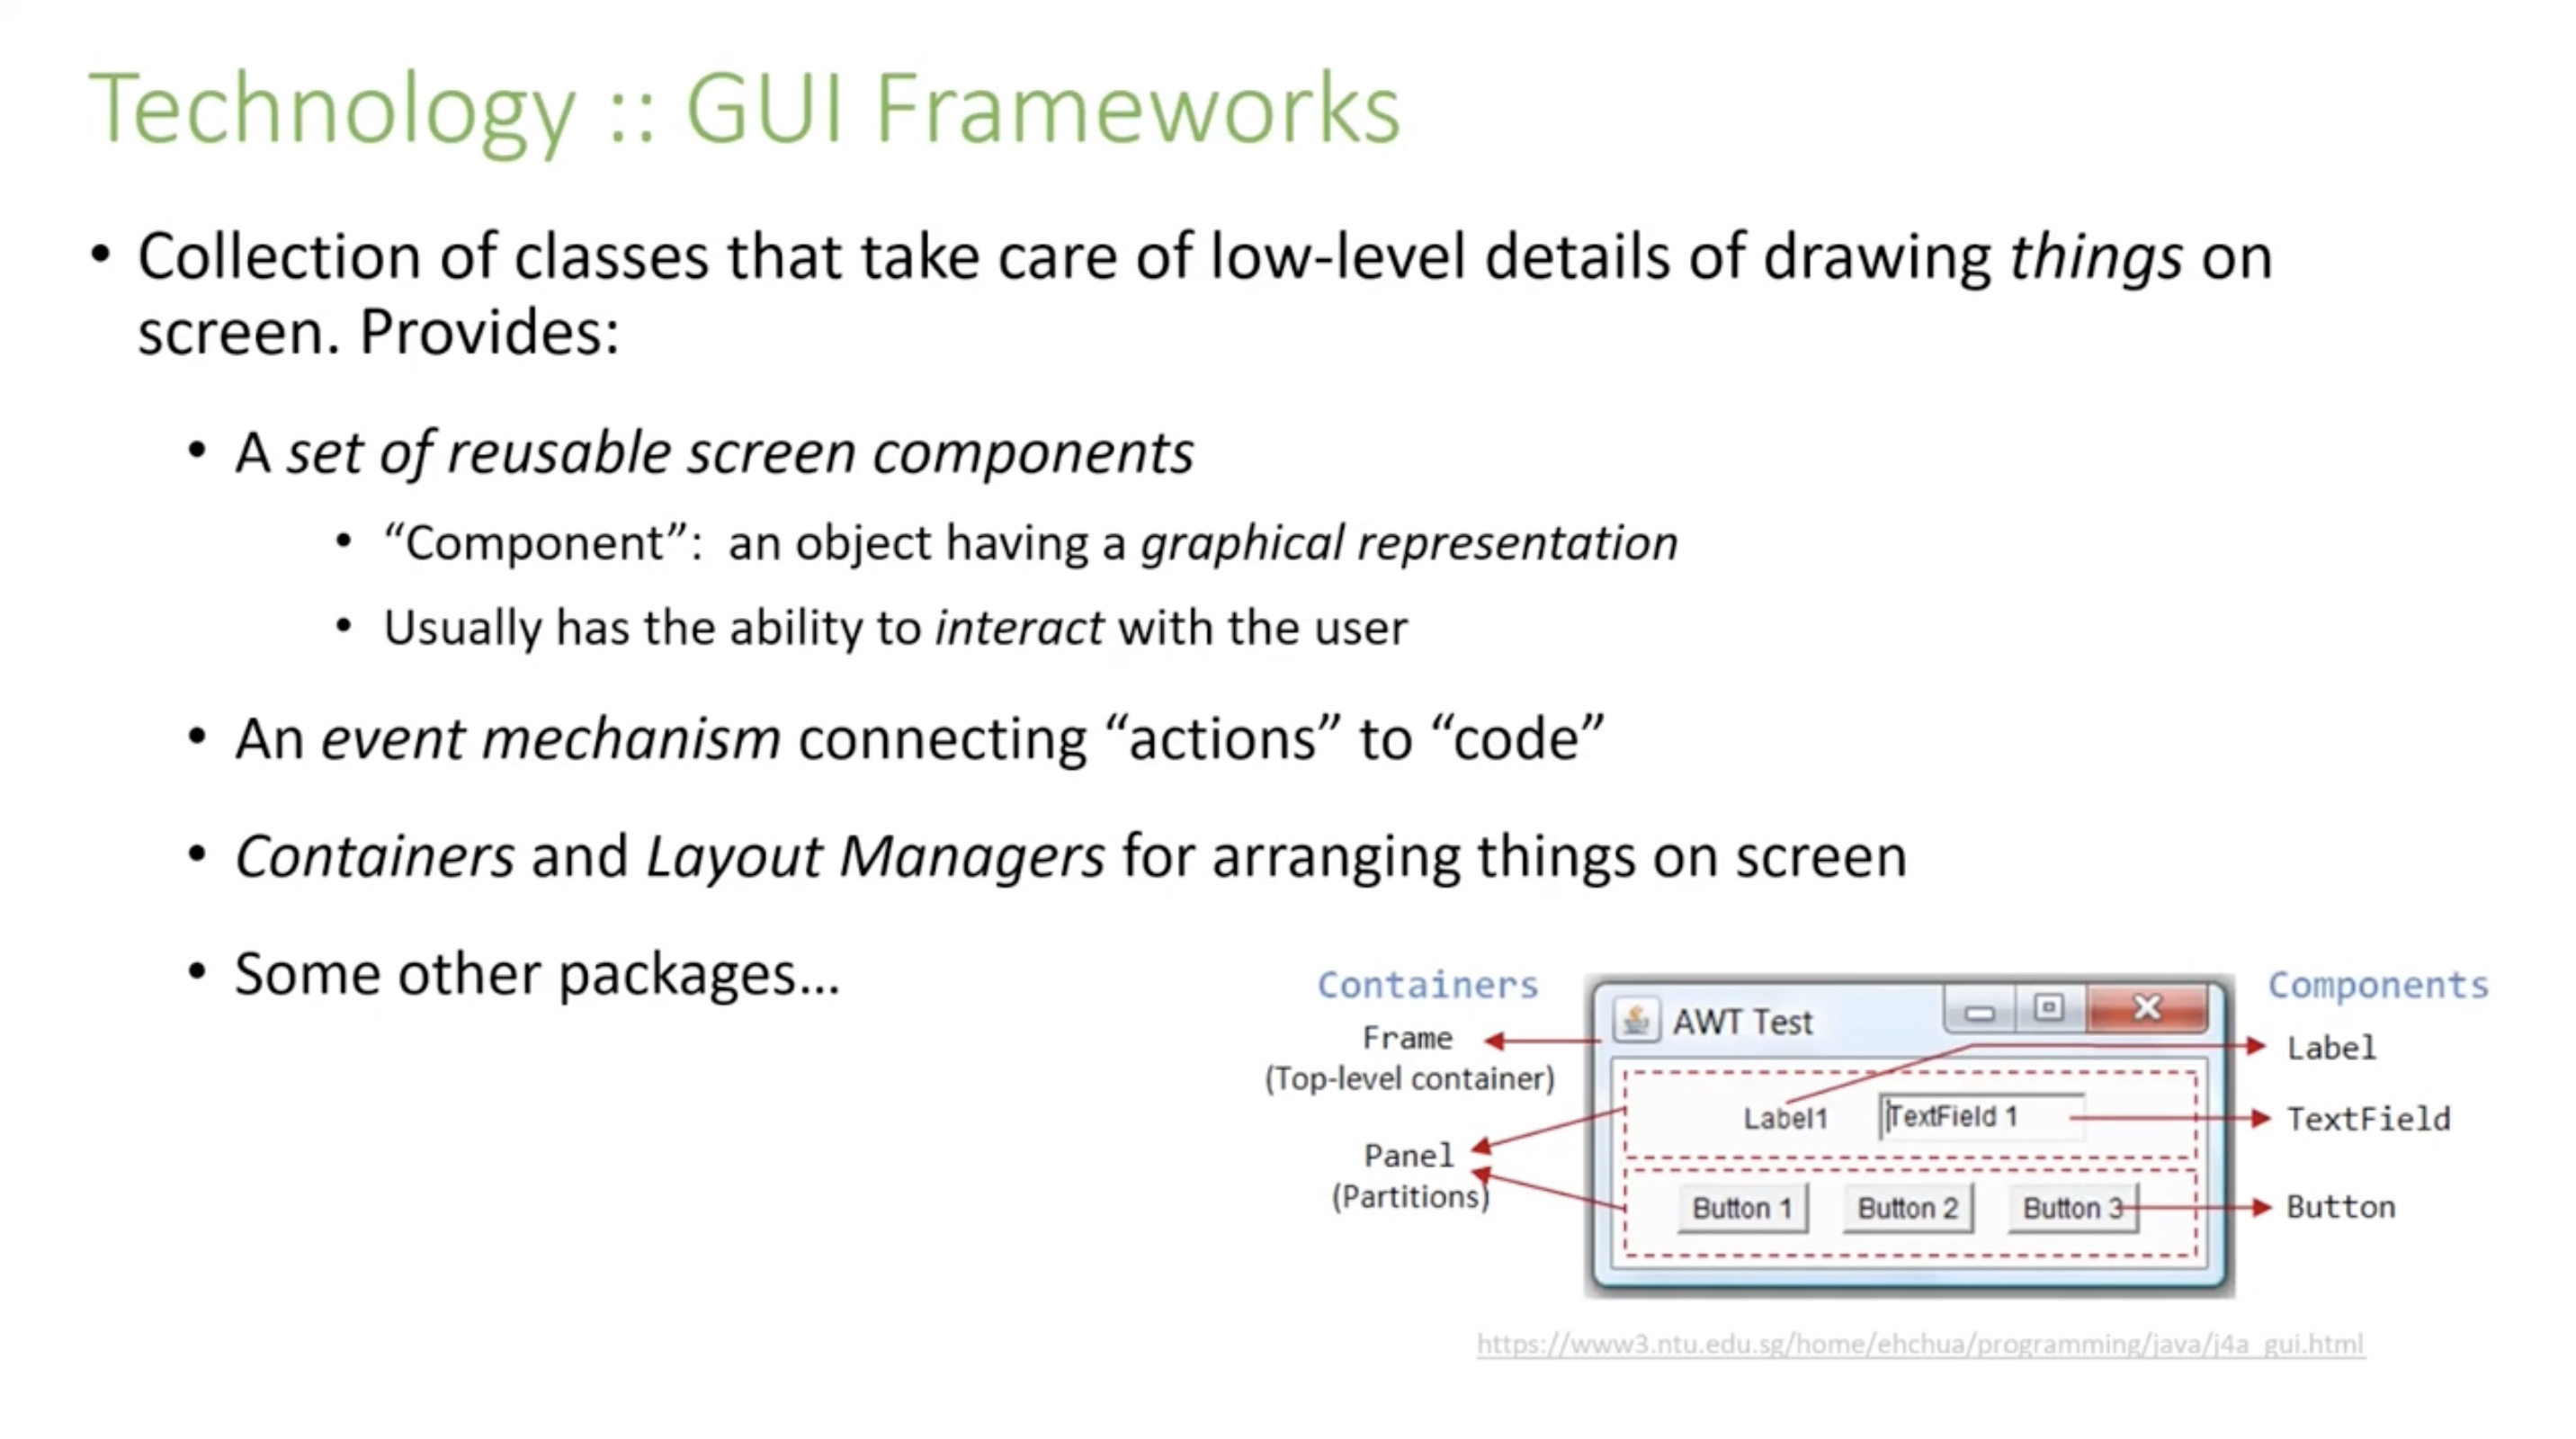 Technology :: GUI Frameworks
• Collection of classes that take care of low-level details of drawing things on
screen. Provides:
• A set of reusable screen components
• “Component”:  an object having a graphical representation
• Usually has the ability to interact with the user
• An event mechanism connecting “actions” to “code”
• Containers and Layout Managers for arranging things on screen
• Some other packages…
Containers
Frame
(Top-level container)
Panel
(Partitions)
AWT Test
Label1
TextField 1
Button 1
Button 2
Button 3
Components
Label
TextField
Button
https://www3.ntu.edu.sg/home/ehchua/programming/java/j4a_gui.html